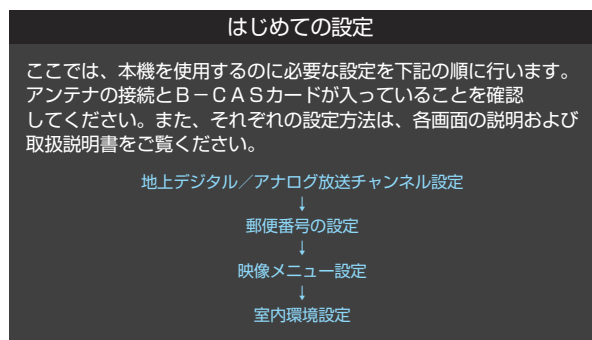 はじめての設定
ここでは、本機を使用するのに必要な設定を下記の順に行います。
アンテナの接続とB－CASカードが入っていることを確認
してください。また、それぞれの設定方法は、各画面の説明および
取扱説明書をご覧ください。
地上デジタル／アナログ放送チャンネル設定
↓
郵便番号の設定
↓
映像メニュー設定
↓
室内環境設定